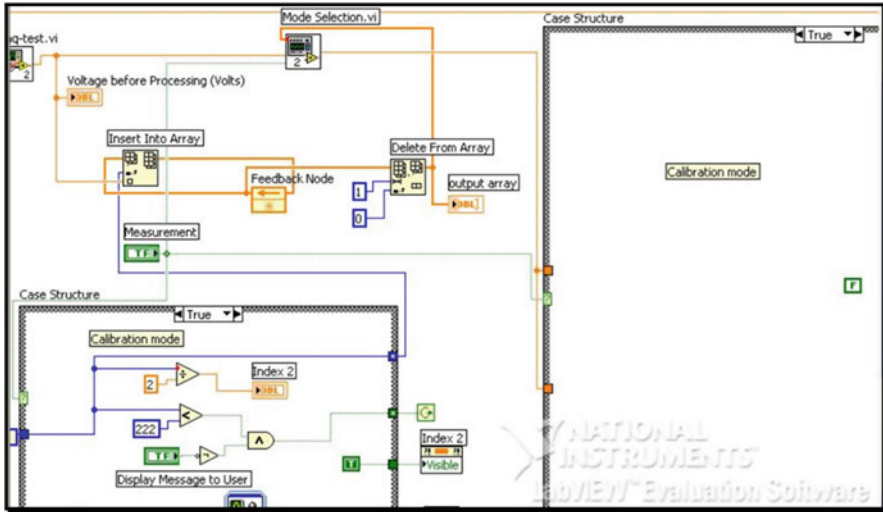 Mode Selection.vi
Case Structure
True
q-test.vi
2
2
Voltage before Processing (Volts)
DBL
Insert Into Array
Delete From Array
Feedback Node
1
output array
DBL
0
Calibration mode
Measurement
TF
Case Structure
True
F
Calibration mode
2
Index 2
DBL
222
TF
Index 2
T
Visible
Display Message to User
NATIONAL
INSTRUMENTS™
LabVIEW™ Evaluation Software